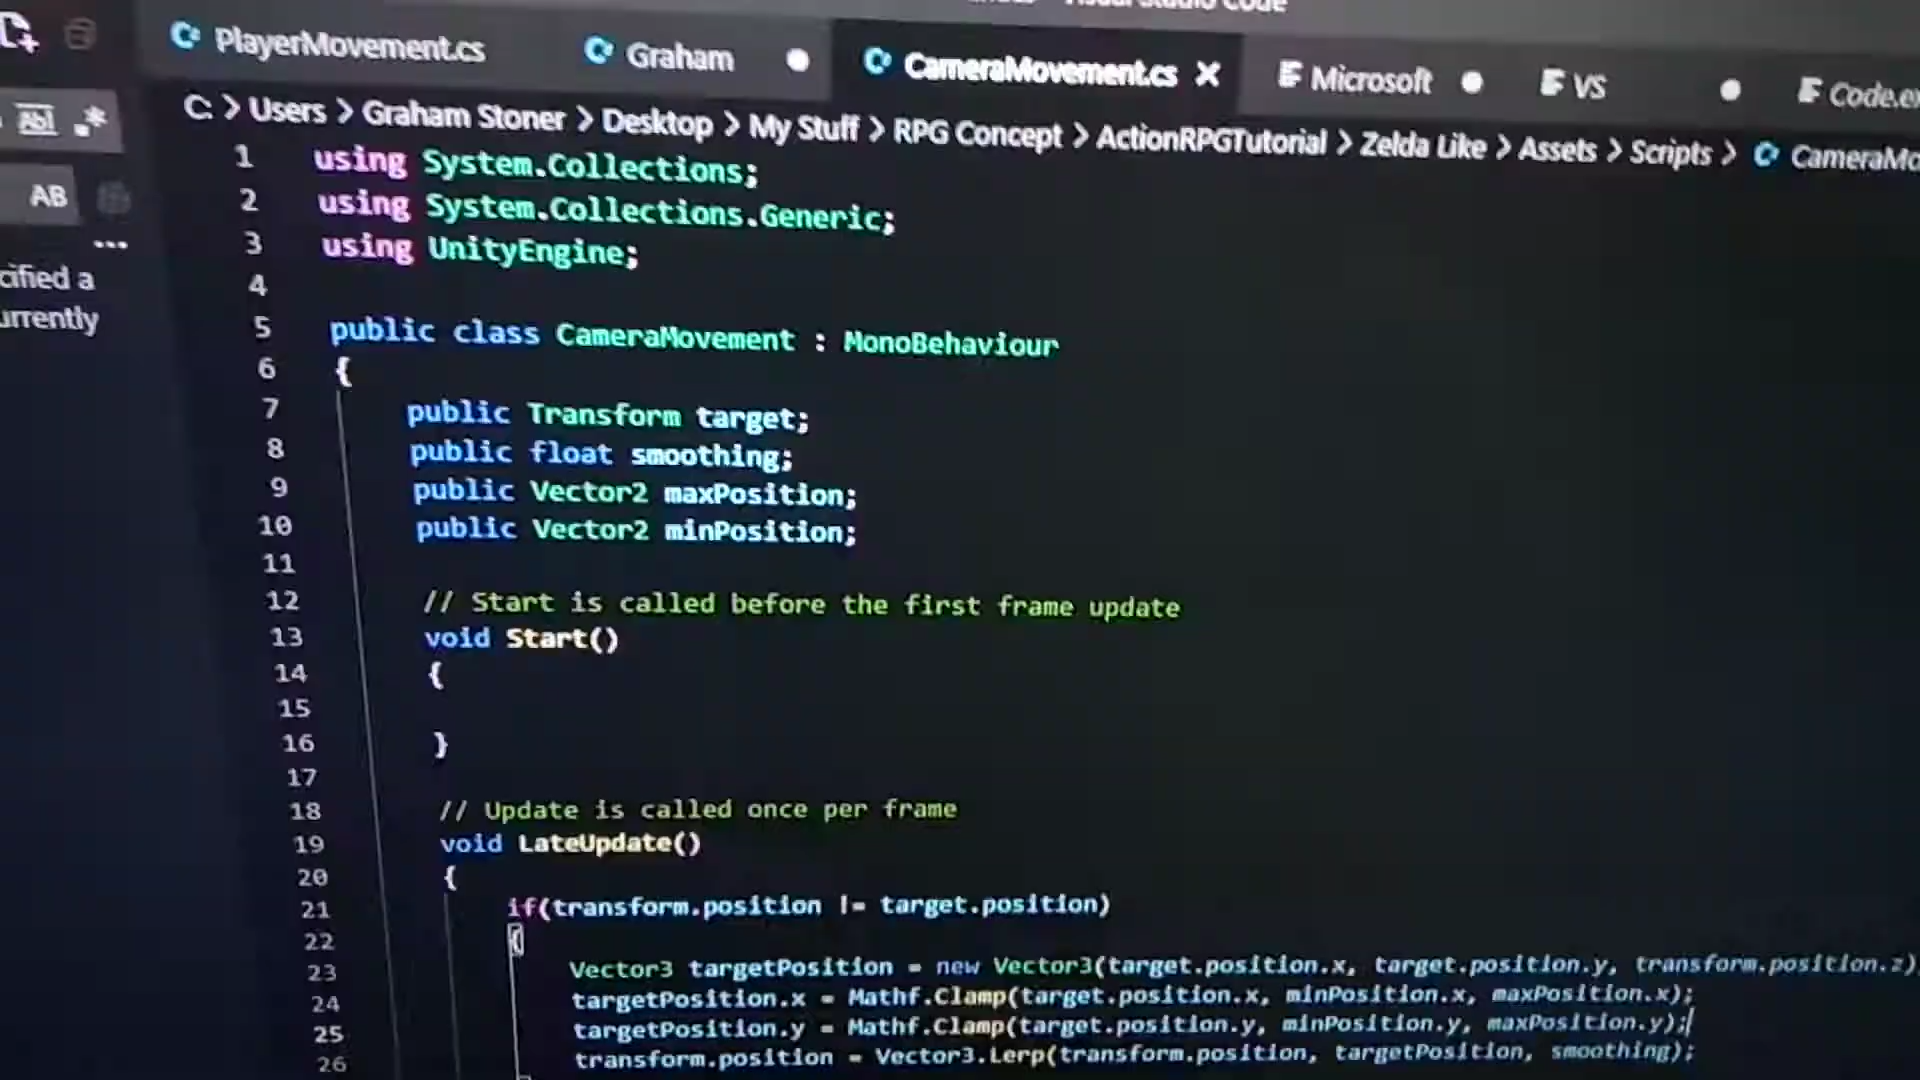 Visual Studio Code
PlayerMovement.cs Graham CameraMovement.cs Microsoft VS
C: > Users > Graham Stoner > Desktop > My Stuff > RPG Concept > ActionRPGTutorial > Zelda Like > Assets > Scripts > CameraMo
Abl
AB
cified a
urrently
1 using System.Collections;
2 using System.Collections.Generic;
3 using UnityEngine;
4
5 public class CameraMovement : MonoBehaviour
6 {
7 public Transform target;
8 public float smoothing;
9 public Vector2 maxPosition;
10 public Vector2 minPosition;
11
12 // Start is called before the first frame update
13 void Start()
14 {
15
16 }
17
18 // Update is called once per frame
19 void LateUpdate()
20 {
21 if(transform.position != target.position)
22 {
23 Vector3 targetPosition = new Vector3(target.position.x, target.position.y, transform.position.z)
24 targetPosition.x = Mathf.Clamp(target.position.x, minPosition.x, maxPosition.x);
25 targetPosition.y = Mathf.Clamp(target.position.y, minPosition.y, maxPosition.y);
26 transform.position = Vector3.Lerp(transform.position, targetPosition, smoothing);